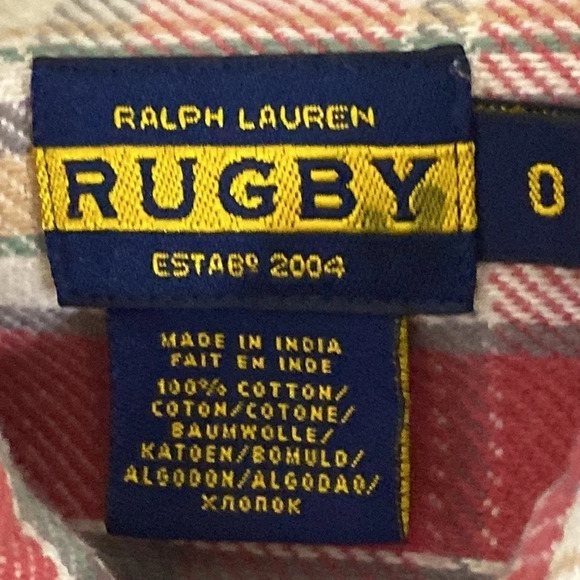 RALPH LAUREN
RUGBY
0
ESTABº 2004
MADE IN INDIA
FAIT EN INDE
100% COTTON/
COTON/COTONE/
BAUMWOLLE/
KATOEN/BOMULD/
ALGODON/ALGODAO/
ХЛОПОК